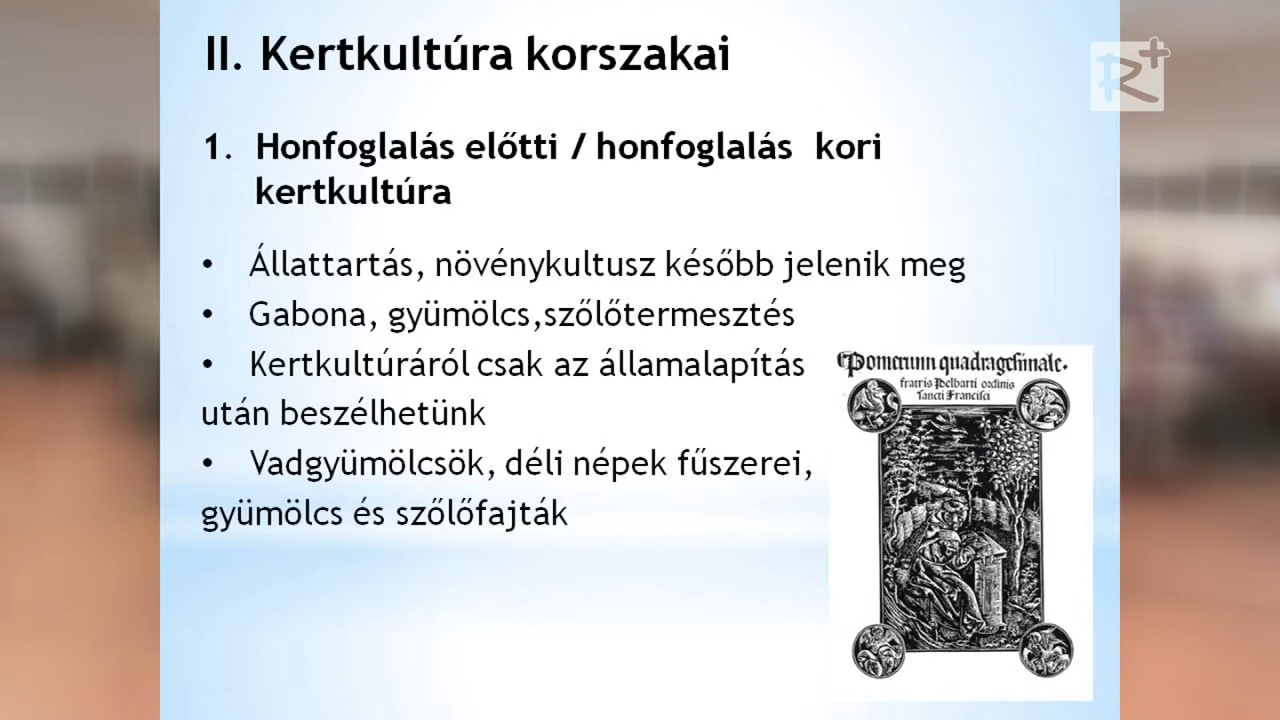 II. Kertkultúra korszakai
R+
1. Honfoglalás előtti / honfoglalás kori
kertkultúra
• Állattartás, növénykultusz később jelenik meg
• Gabona, gyümölcs,szőlőtermesztés
• Kertkultúráról csak az államalapítás
után beszélhetünk
• Vadgyümölcsök, déli népek fűszerei,
gyümölcs és szőlőfajták
Pomerium quadragesimale.
fratris Pelbarti ordinis
sancti Francisci